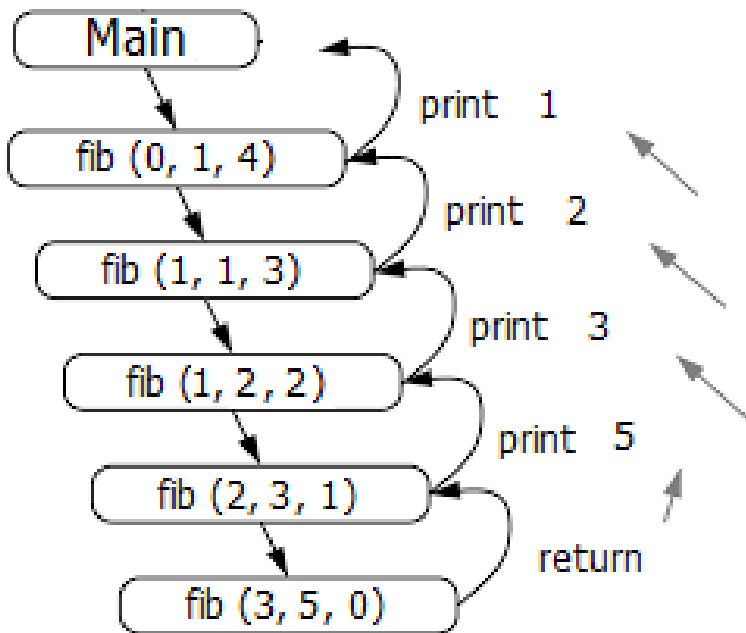 Main
print 1
fib (0, 1, 4)
print 2
fib (1, 1, 3)
print 3
fib (1, 2, 2)
print 5
fib (2, 3, 1)
return
fib (3, 5, 0)